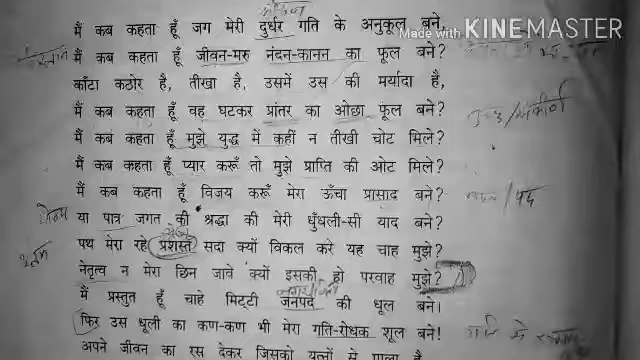 Made with KINEMASTER
मैं कब कहता हूँ जग मेरी दुर्धर गति के अनुकूल बने,
मैं कब कहता हूँ जीवन-मरु नंदन-कानन का फूल बने?
काँटा कठोर है, तीखा है, उसमें उस की मर्यादा है,
मैं कब कहता हूँ वह घटकर प्रांतर का ओछा फूल बने?
मैं कब कहता हूँ मुझे युद्ध में कहीं न तीखी चोट मिले?
मैं कब कहता हूँ प्यार करूँ तो मुझे प्राप्ति की ओट मिले?
मैं कब कहता हूँ विजय करूँ मेरा ऊँचा प्रासाद बने?
या पात्र जगत की श्रद्धा की मेरी धुँधली-सी याद बने?
पथ मेरा रहे प्रशस्त सदा क्यों विकल करे यह चाह मुझे?
नेतृत्व न मेरा छिन जावे क्यों इसकी हो परवाह मुझे?
मैं प्रस्तुत हूँ चाहे मिट्टी जनपद की धूल बने।
फिर उस धूली का कण-कण भी मेरा गति-रोधक शूल बने!
अपने जीवन का रस देकर जिसको यत्नों से पाला है